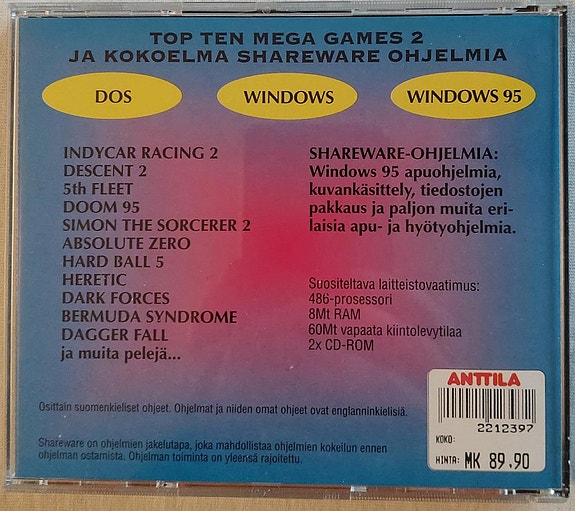 TOP TEN MEGA GAMES 2
JA KOKOELMA SHAREWARE OHJELMIA
DOS
WINDOWS
WINDOWS 95
INDYCAR RACING 2
DESCENT 2
5th FLEET
DOOM 95
SIMON THE SORCERER 2
ABSOLUTE ZERO
HARD BALL 5
HERETIC
DARK FORCES
BERMUDA SYNDROME
DAGGER FALL
ja muita pelejä...
SHAREWARE-OHJELMIA:
Windows 95 apuohjelmia,
kuvankäsittely, tiedostojen
pakkaus ja paljon muita eri-
laisia apu- ja hyötyohjelmia.
Suositeltava laitteistovaatimus:
486-prosessori
8Mt RAM
60Mt vapaata kiintolevytilaa
2x CD-ROM
Osittain suomenkieliset ohjeet. Ohjelmat ja niiden omat ohjeet ovat englanninkielisiä.
Shareware on ohjelmien jakelutapa, joka mahdollistaa ohjelmien kokeilun ennen
ohjelman ostamista. Ohjelman toiminta on yleensä rajoitettu.
ANTTILA
2212397
KOKO:
HINTA: MK 89.90